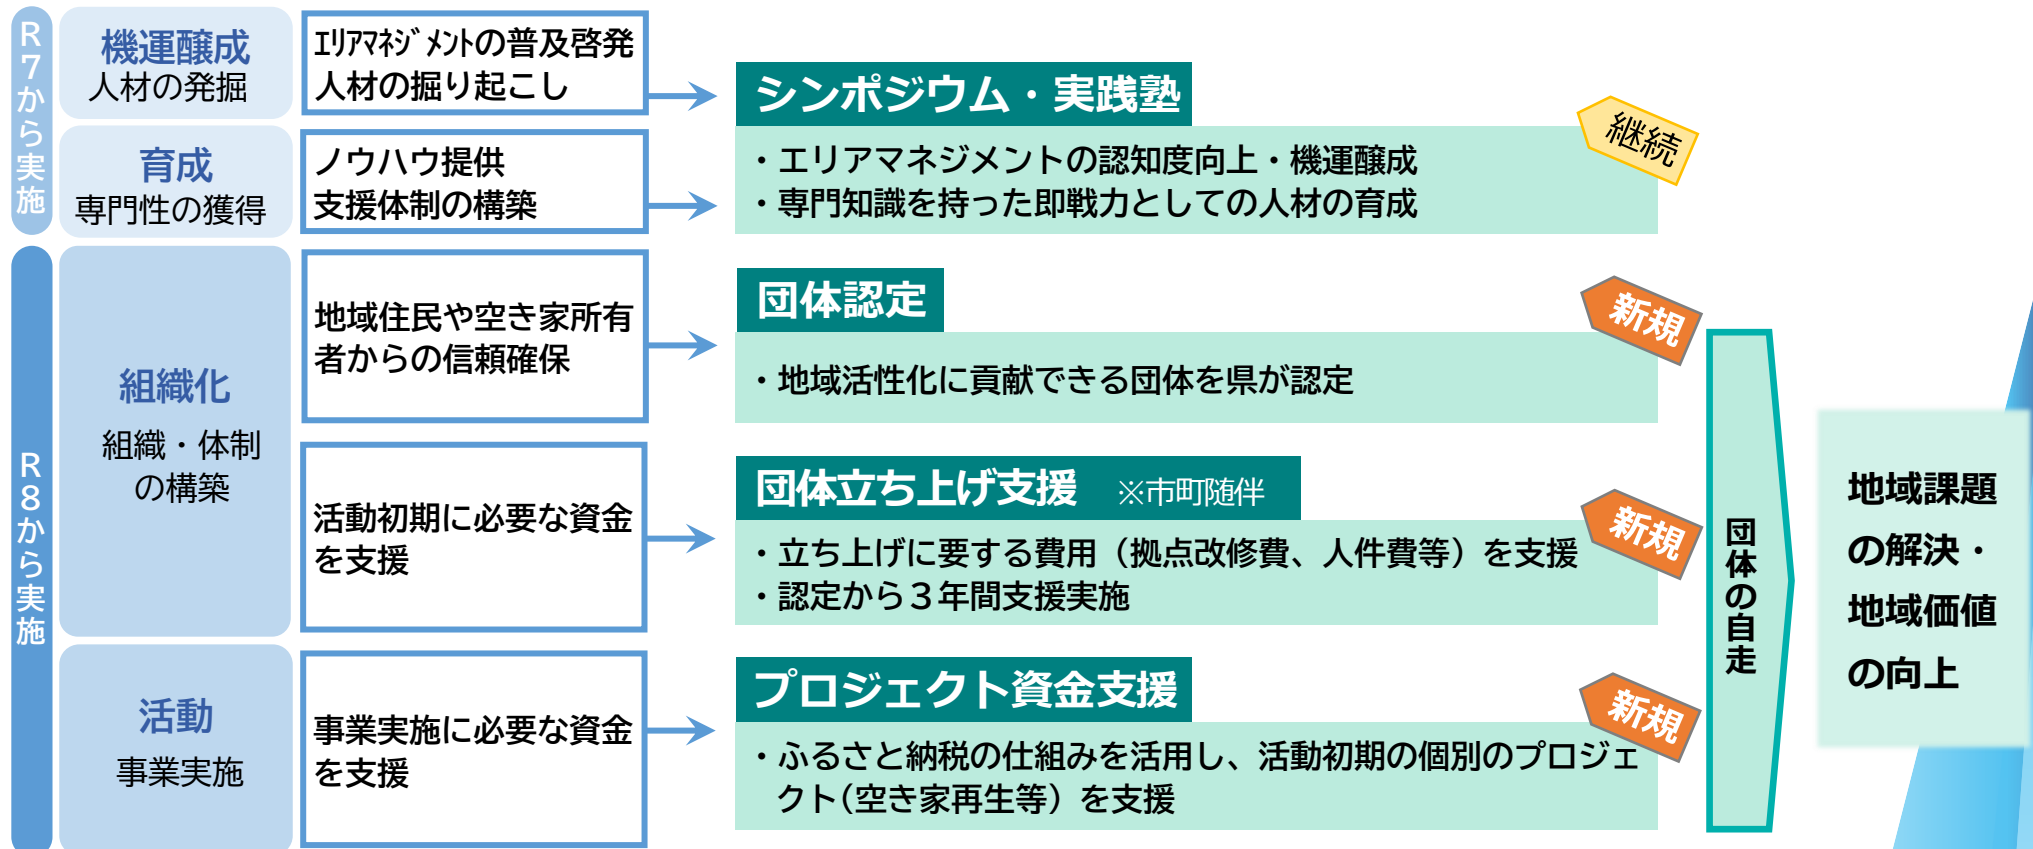 R7から実施
機運醸成
人材の発掘
ｴﾘｱﾏﾈｼﾞﾒﾝﾄの普及啓発
人材の掘り起こし
シンポジウム・実践塾
継続
・エリアマネジメントの認知度向上・機運醸成
・専門知識を持った即戦力としての人材の育成
育成
専門性の獲得
ノウハウ提供
支援体制の構築
R8から実施
組織化
組織・体制
の構築
地域住民や空き家所有
者からの信頼確保
団体認定
新規
・地域活性化に貢献できる団体を県が認定
活動初期に必要な資金
を支援
団体立ち上げ支援 ※市町随伴
新規
・立ち上げに要する費用（拠点改修費、人件費等）を支援
・認定から３年間支援実施
活動
事業実施
事業実施に必要な資金
を支援
プロジェクト資金支援
新規
・ふるさと納税の仕組みを活用し、活動初期の個別のプロジェ
クト(空き家再生等）を支援
団体の自走
地域課題
の解決・
地域価値
の向上